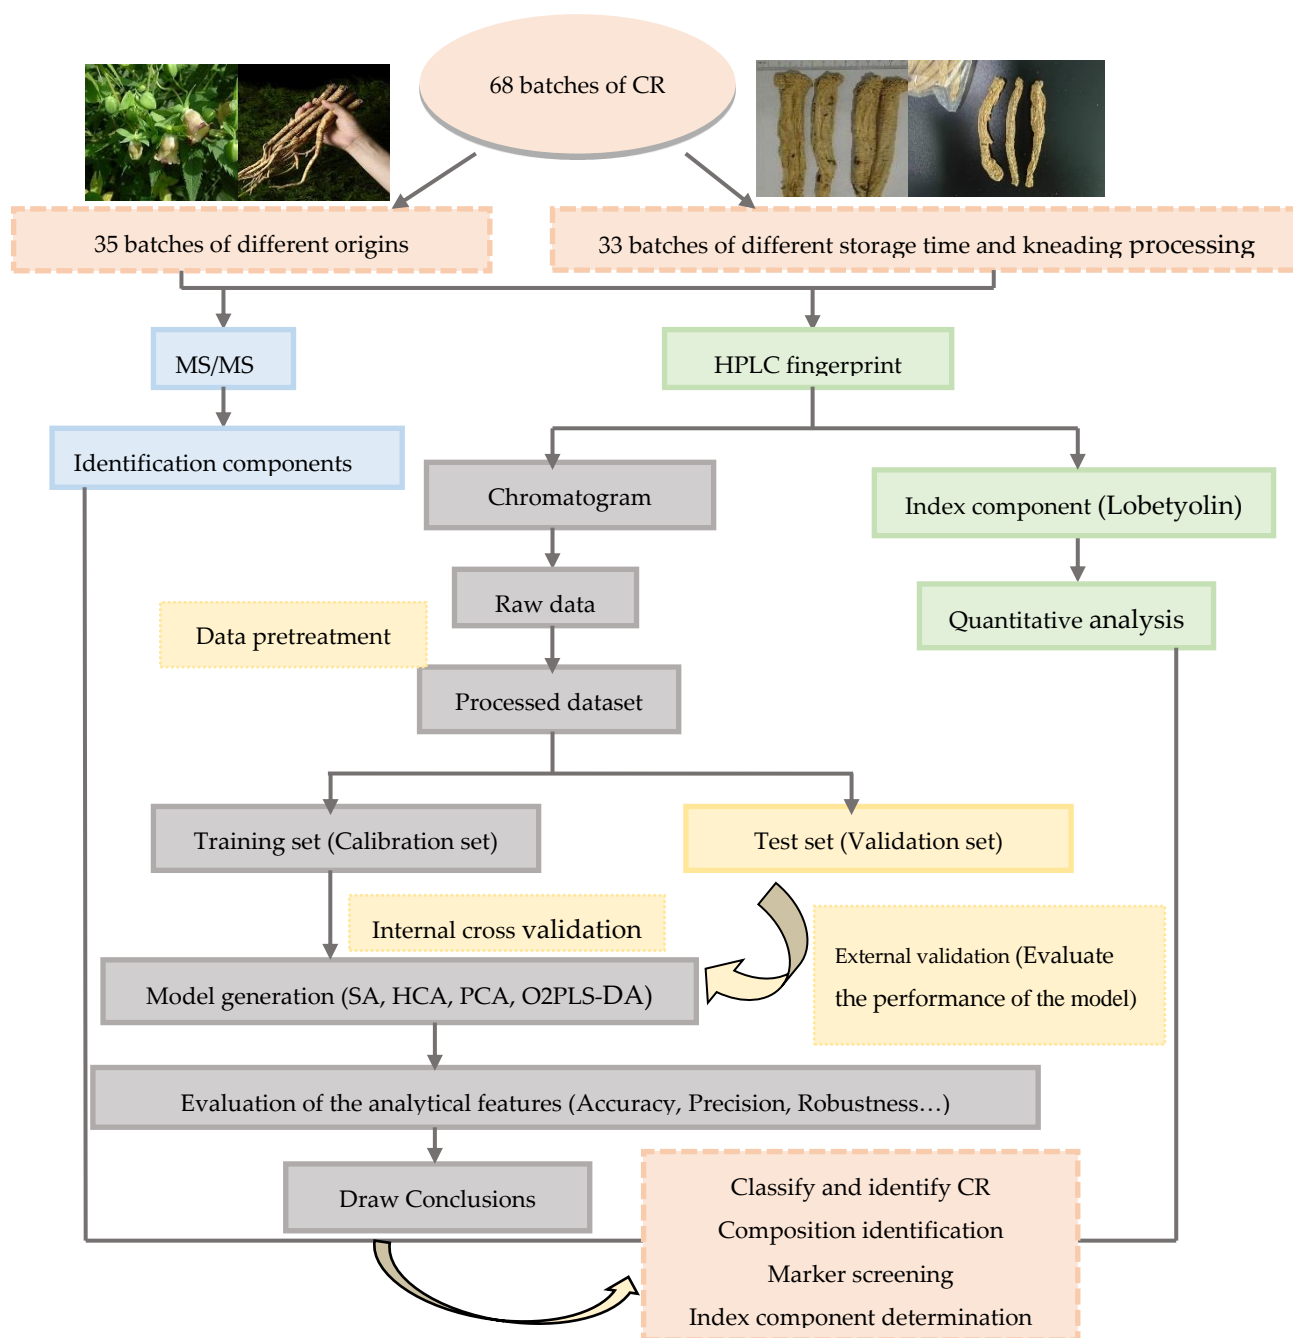 68 batches of CR
35 batches of different origins
33 batches of different storage time and kneading processing
MS/MS
HPLC fingerprint
Identification components
Chromatogram
Index component (Lobetyolin)
Raw data
Data pretreatment
Quantitative analysis
Processed dataset
Training set (Calibration set)
Test set (Validation set)
Internal cross validation
External validation (Evaluate
the performance of the model)
Model generation (SA, HCA, PCA, O2PLS-DA)
Evaluation of the analytical features (Accuracy, Precision, Robustness…)
Draw Conclusions
Classify and identify CR
Composition identification
Marker screening
Index component determination